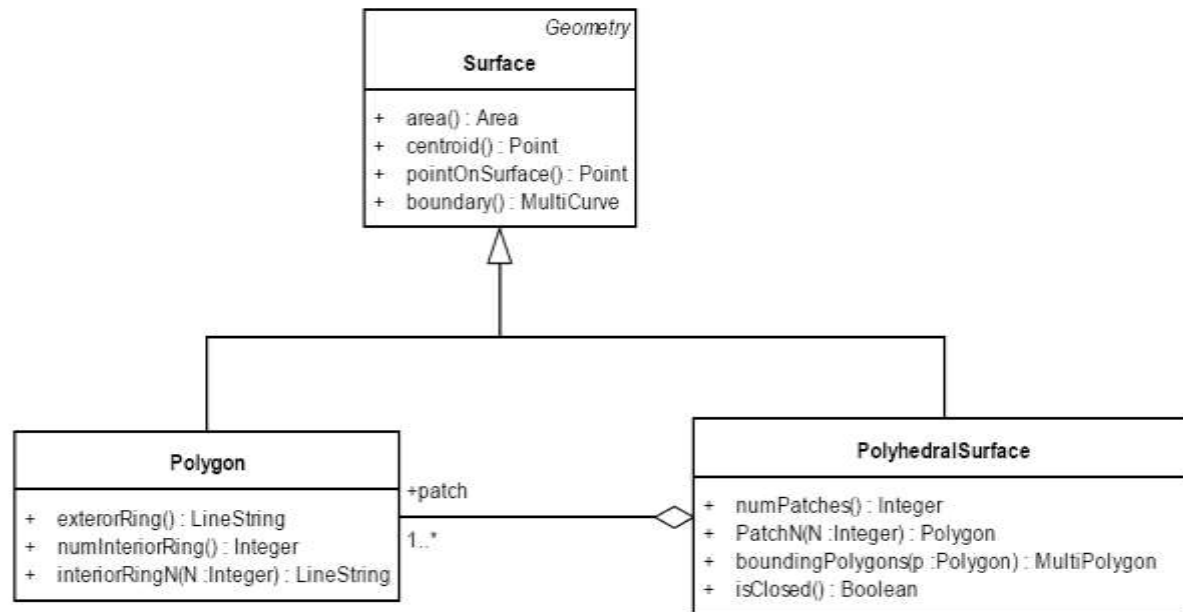 Geometry
Surface
+ area() : Area
+ centroid() : Point
+ pointOnSurface() : Point
+ boundary() : MultiCurve
Polygon
+ exterorRing() : LineString
+ numInteriorRing() : Integer
+ interiorRingN(N :Integer) : LineString
+patch
1..*
PolyhedralSurface
+ numPatches() : Integer
+ PatchN(N :Integer) : Polygon
+ boundingPolygons(p :Polygon) : MultiPolygon
+ isClosed() : Boolean